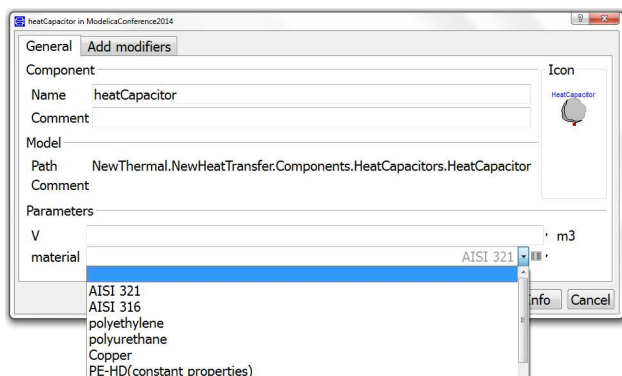 heatCapacitor in ModelicaConference2014
General Add modifiers
Component
Icon
Name heatCapacitor
HeatCapacitor
Comment
Model
Path NewThermal.NewHeatTransfer.Components.HeatCapacitors.HeatCapacitor
Comment
Parameters
V m3
material AISI 321
AISI 321
Info Cancel
AISI 316
polyethylene
polyurethane
Copper
PE-HD(constant properties)